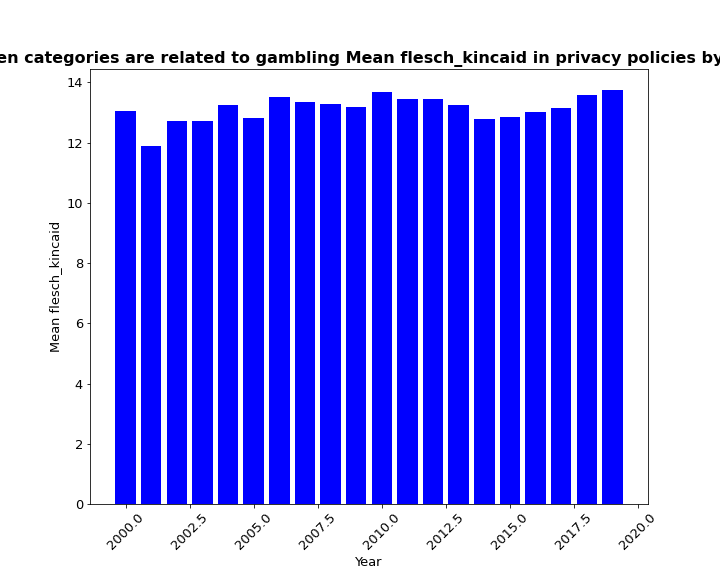 en categories are related to gambling Mean flesch_kincaid in privacy policies by
14
12
10
8
6
4
2
0
Mean flesch_kincaid
2000.0 2002.5 2005.0 2007.5 2010.0 2012.5 2015.0 2017.5 2020.0
Year